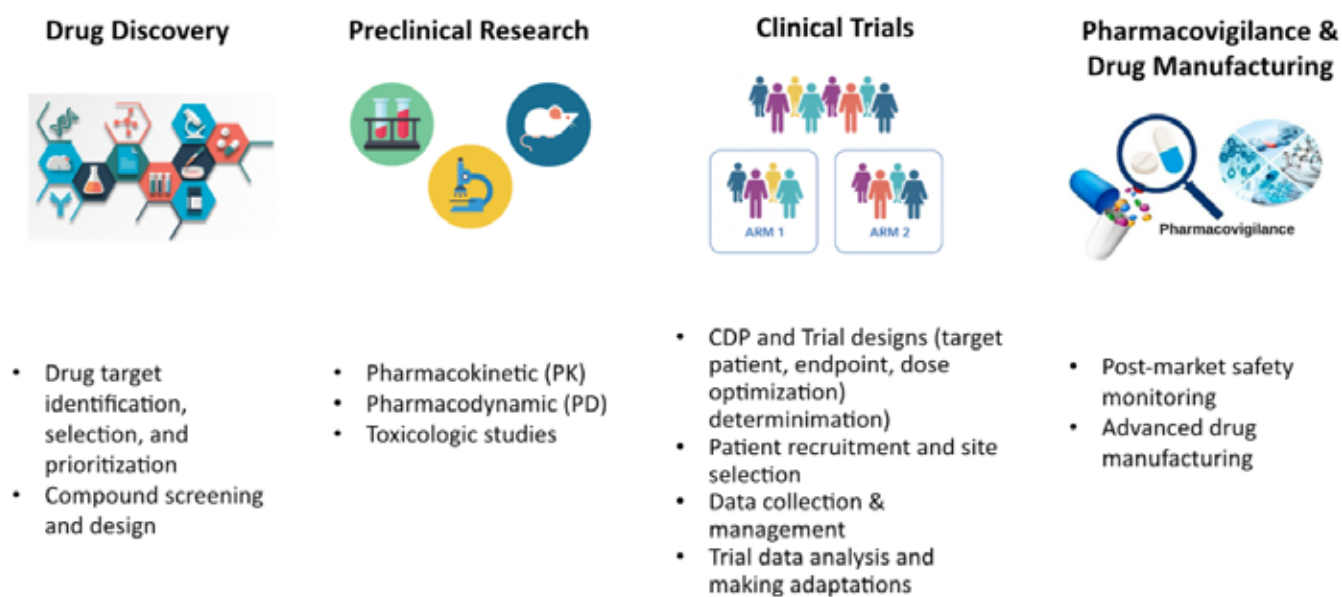 Drug Discovery
• Drug target
identification,
selection, and
prioritization
• Compound screening
and design
Preclinical Research
• Pharmacokinetic (PK)
• Pharmacodynamic (PD)
• Toxicologic studies
Clinical Trials
ARM 1
ARM 2
• CDP and Trial designs (target
patient, endpoint, dose
optimization)
determinimation)
• Patient recruitment and site
selection
• Data collection &
management
• Trial data analysis and
making adaptations
Pharmacovigilance &
Drug Manufacturing
Pharmacovigilance
• Post-market safety
monitoring
• Advanced drug
manufacturing